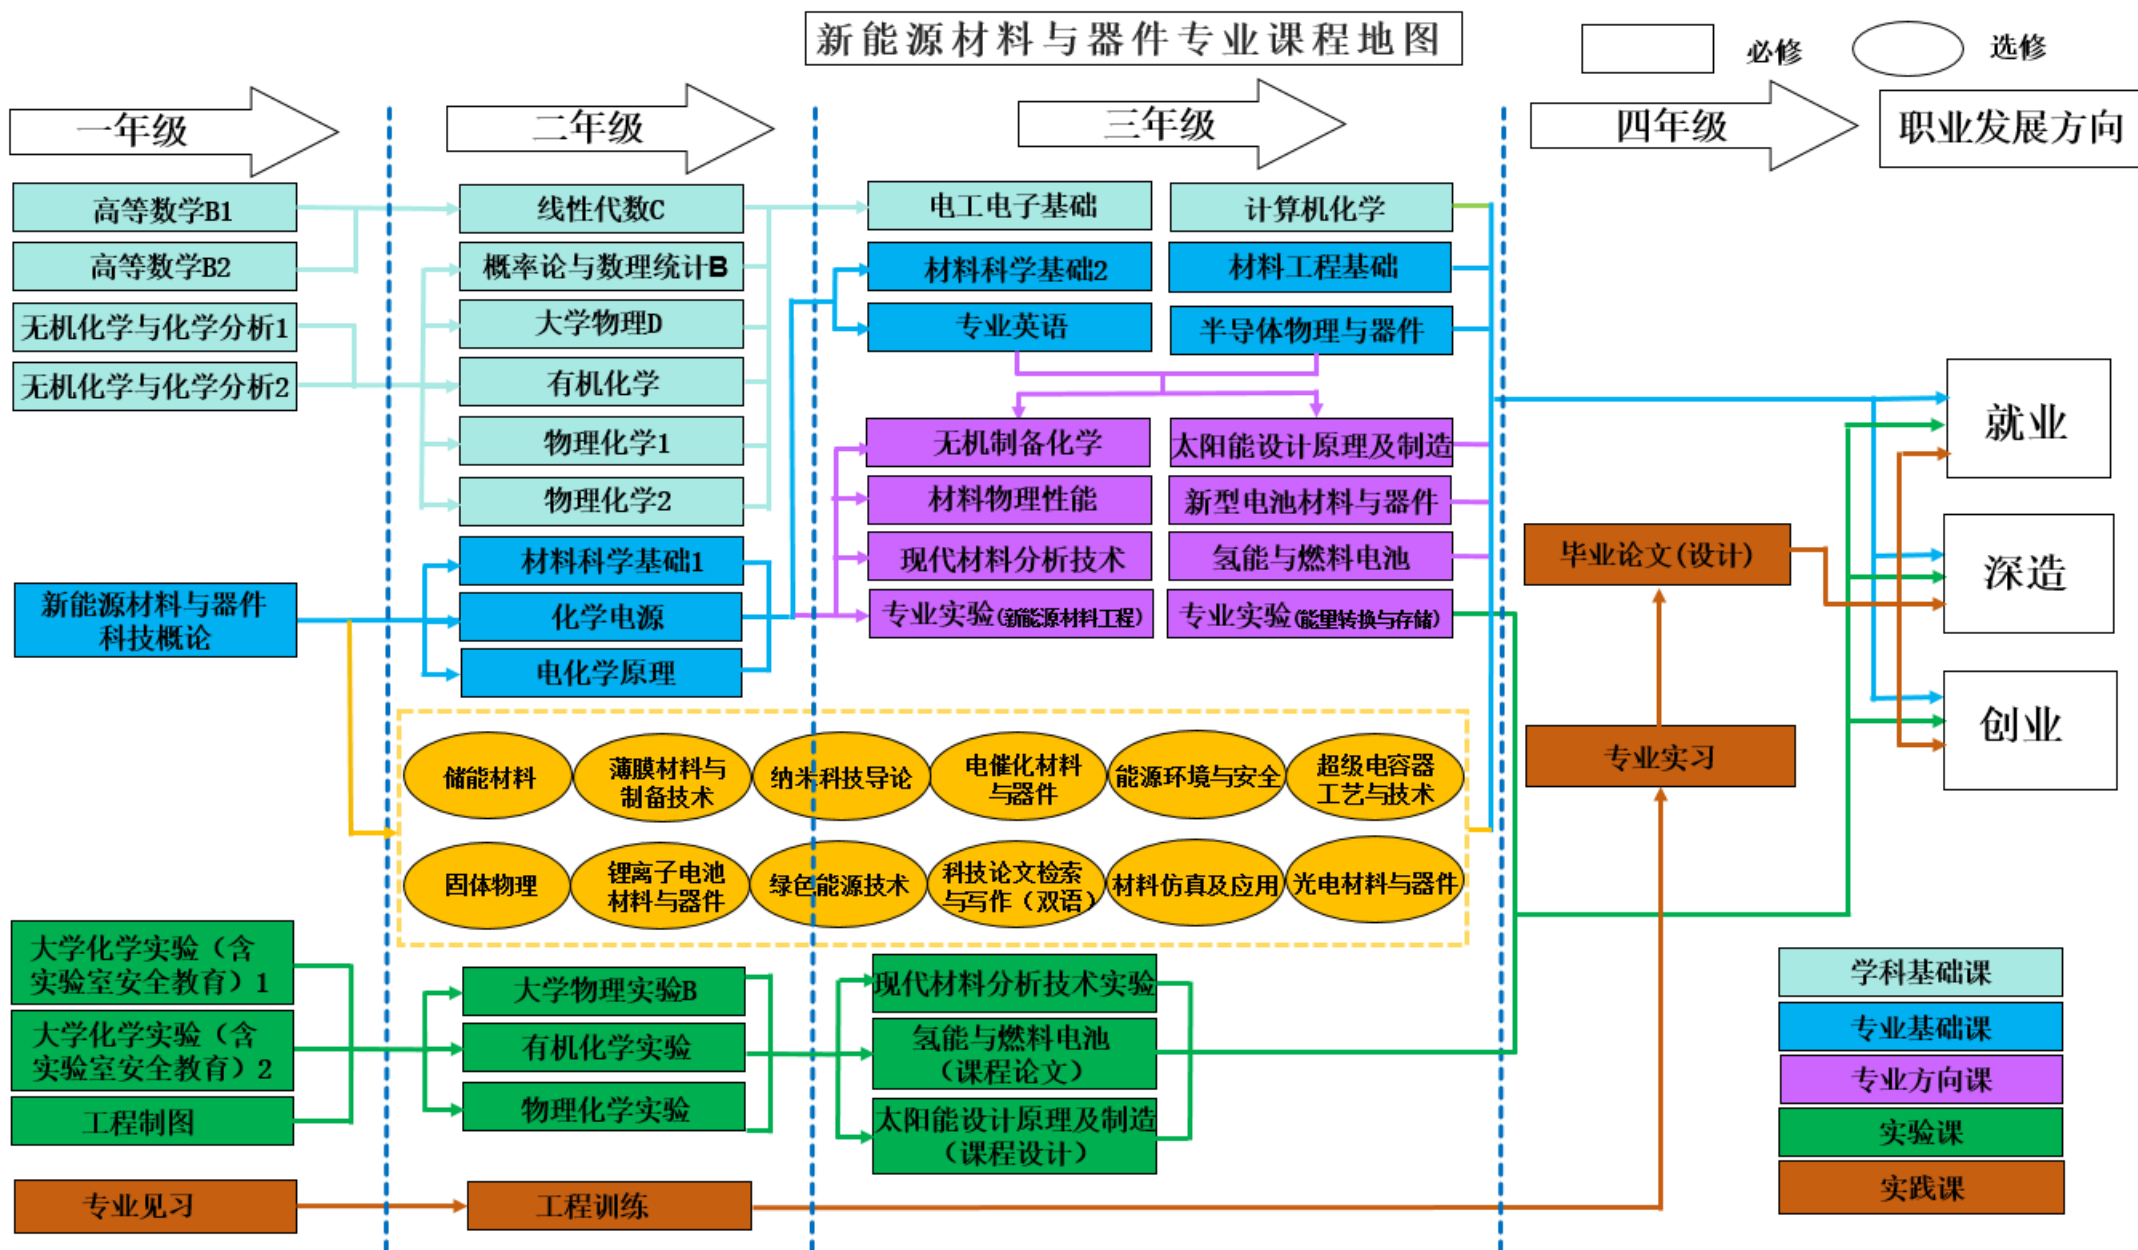 新能源材料与器件专业课程地图
必修
选修
一年级
二年级
三年级
四年级
职业发展方向
高等数学B1
高等数学B2
无机化学与化学分析1
无机化学与化学分析2
新能源材料与器件
科技概论
大学化学实验（含
实验室安全教育）1
大学化学实验（含
实验室安全教育）2
工程制图
专业见习
线性代数C
概率论与数理统计B
大学物理D
有机化学
物理化学1
物理化学2
材料科学基础1
化学电源
电化学原理
电工电子基础
计算机化学
材料科学基础2
材料工程基础
专业英语
半导体物理与器件
无机制备化学
太阳能设计原理及制造
材料物理性能
新型电池材料与器件
现代材料分析技术
氢能与燃料电池
专业实验(新能源材料工程)
专业实验(能量转换与存储)
储能材料
薄膜材料与
制备技术
纳米科技导论
电催化材料
与器件
能源环境与安全
超级电容器
工艺与技术
固体物理
锂离子电池
材料与器件
绿色能源技术
科技论文检索
与写作（双语）
材料仿真及应用
光电材料与器件
大学物理实验B
有机化学实验
物理化学实验
现代材料分析技术实验
氢能与燃料电池
（课程论文）
太阳能设计原理及制造
（课程设计）
工程训练
毕业论文(设计)
专业实习
就业
深造
创业
学科基础课
专业基础课
专业方向课
实验课
实践课